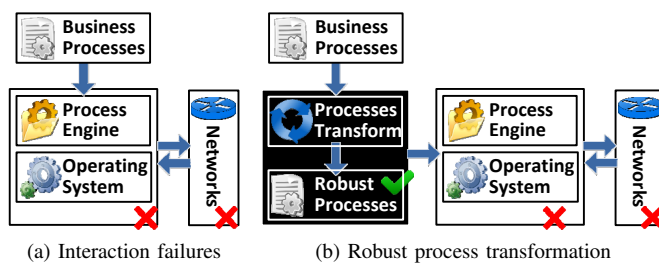 Business
Processes
Process
Engine
Operating
System
Networks
(a) Interaction failures
Business
Processes
Processes
Transform
Robust
Processes
Process
Engine
Operating
System
Networks
(b) Robust process transformation